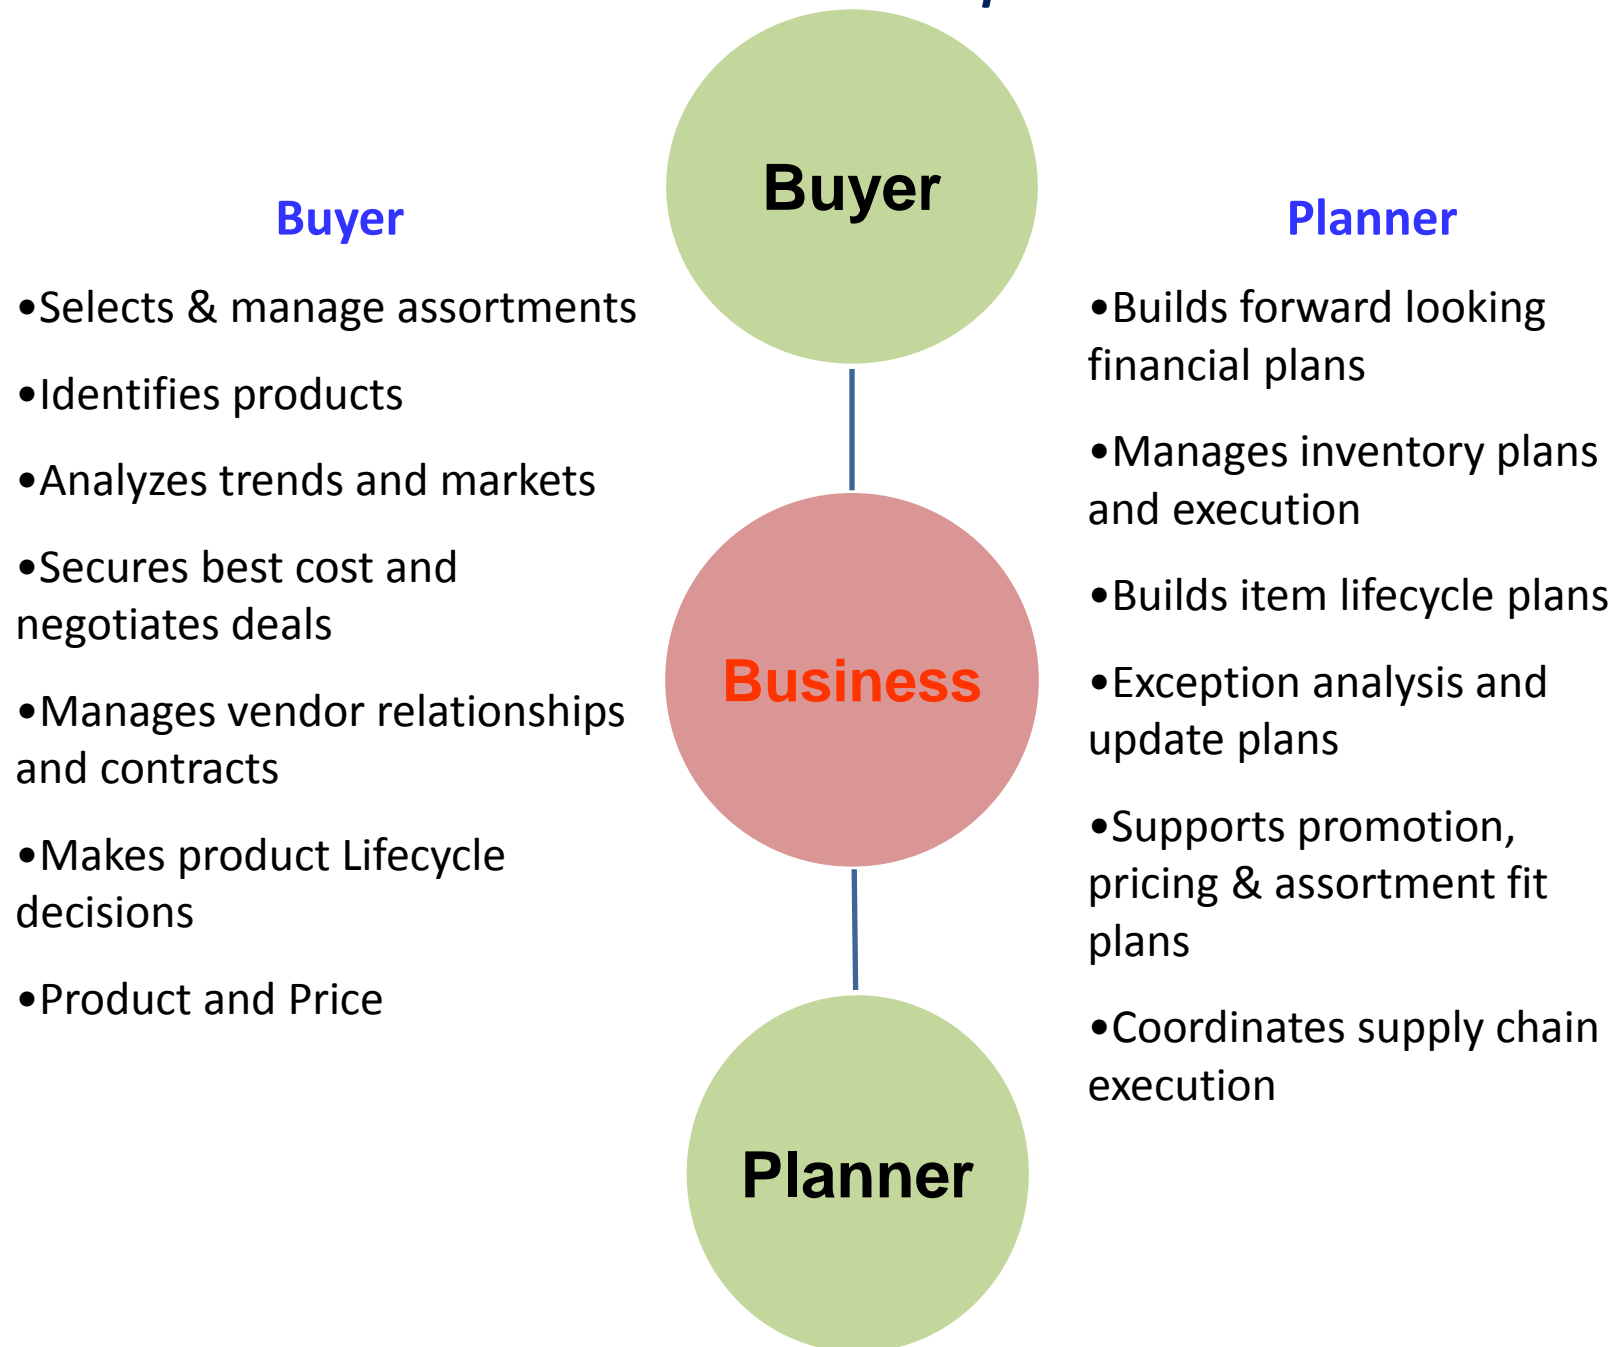 Buyer
Buyer
•Selects & manage assortments
•Identifies products
•Analyzes trends and markets
•Secures best cost and
negotiates deals
•Manages vendor relationships
and contracts
•Makes product Lifecycle
decisions
•Product and Price
Business
Planner
Planner
•Builds forward looking
financial plans
•Manages inventory plans
and execution
•Builds item lifecycle plans
•Exception analysis and
update plans
•Supports promotion,
pricing & assortment fit
plans
•Coordinates supply chain
execution